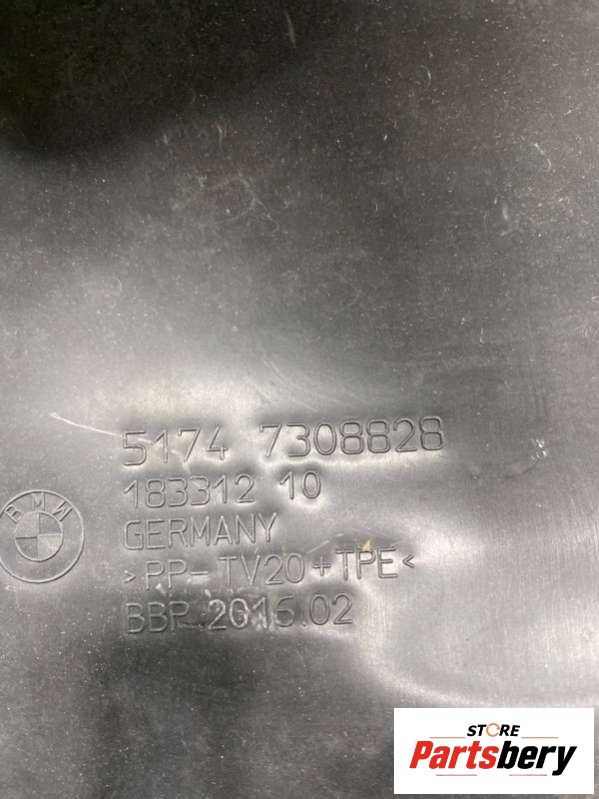 5174 7308828
183312 10
GERMANY
>PP-TV20+TPE<
BBP 2016.02
BMW
STORE
Partsbery